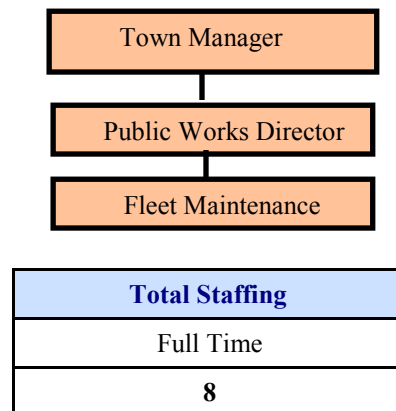 Town Manager
Public Works Director
Fleet Maintenance
Total Staffing
Full Time
8